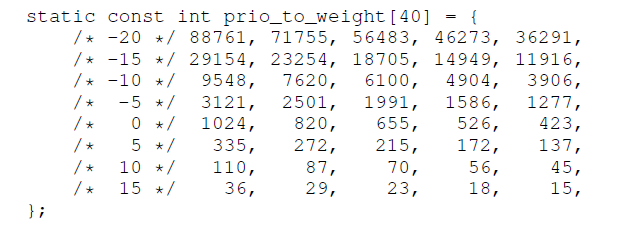 static const int prio_to_weight[40] = {
    /* -20 */ 88761, 71755, 56483, 46273, 36291,
    /* -15 */ 29154, 23254, 18705, 14949, 11916,
    /* -10 */  9548,  7620,  6100,  4904,  3906,
    /*  -5 */  3121,  2501,  1991,  1586,  1277,
    /*   0 */  1024,   820,   655,   526,   423,
    /*   5 */   335,   272,   215,   172,   137,
    /*  10 */   110,    87,    70,    56,    45,
    /*  15 */    36,    29,    23,    18,    15,
};